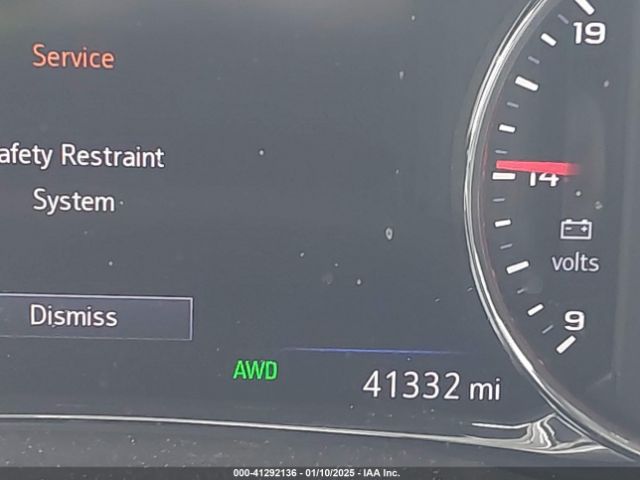 Service
afety Restraint
System
Dismiss
AWD
41332 mi
19
14
volts
9
000-41292136 - 01/10/2025 - IAA Inc.